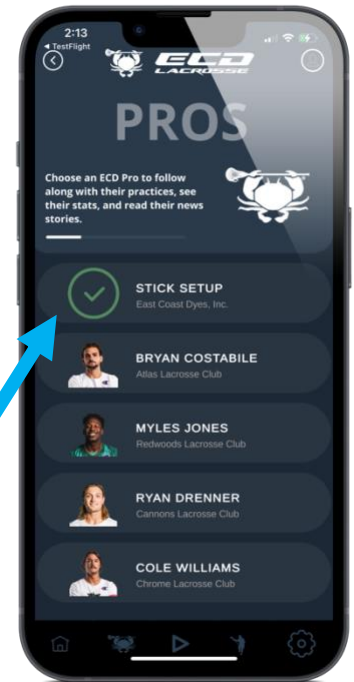 2:13
◀ TestFlight
ECD
LACROSSE
PROS
Choose an ECD Pro to follow
along with their practices, see
their stats, and read their news
stories.
STICK SETUP
East Coast Dyes, Inc.
BRYAN COSTABILE
Atlas Lacrosse Club
MYLES JONES
Redwoods Lacrosse Club
RYAN DRENNER
Cannons Lacrosse Club
COLE WILLIAMS
Chrome Lacrosse Club